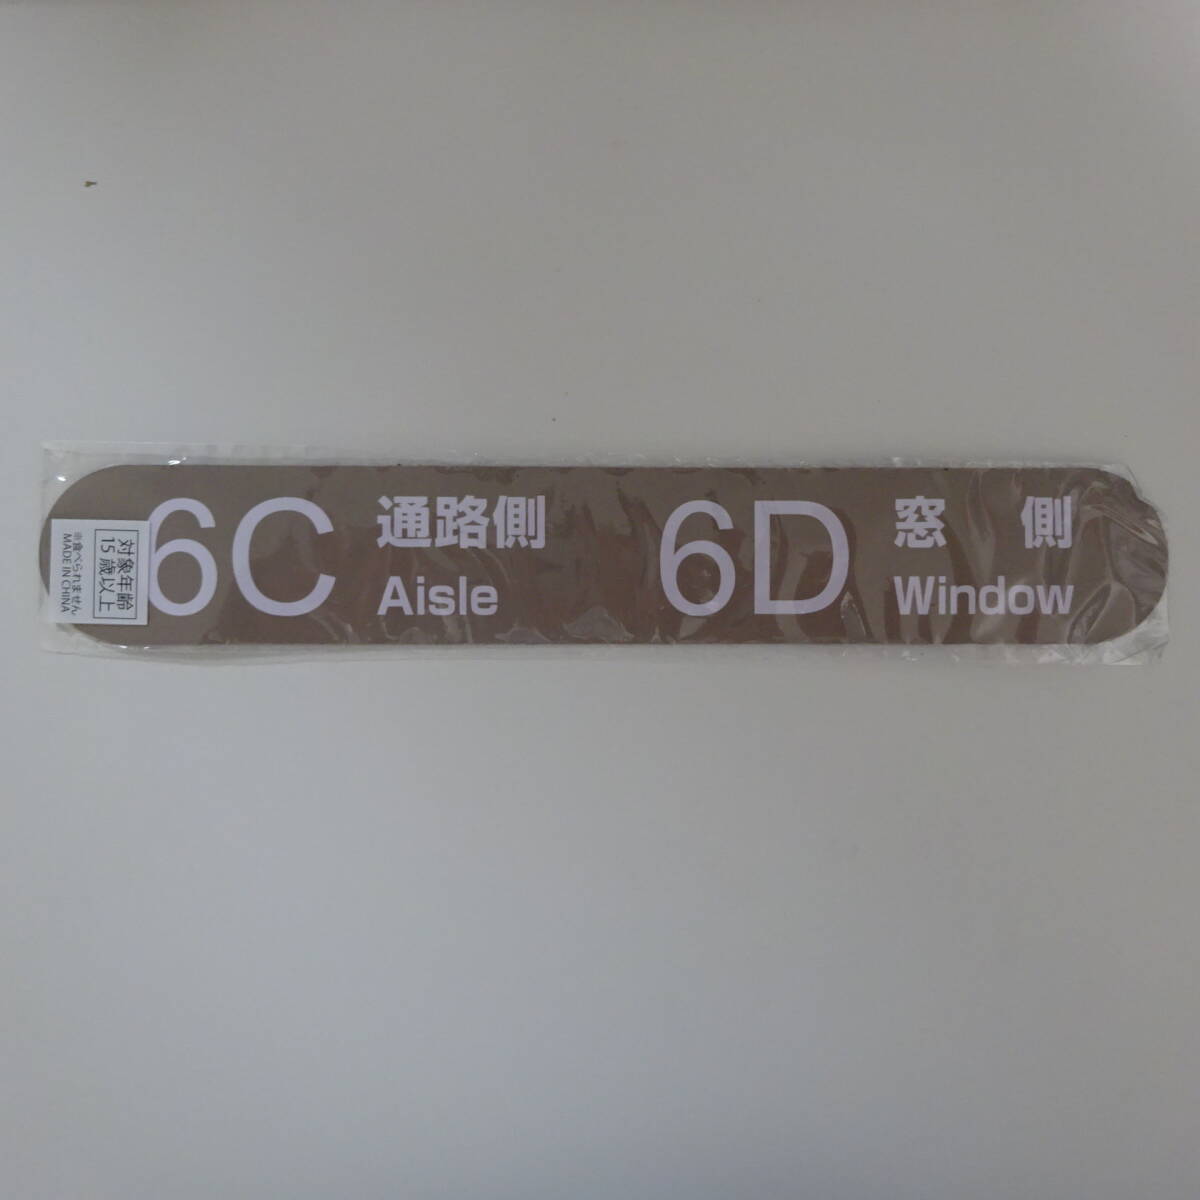 6C 通路側
Aisle
6D 窓 側
Window
対象年齢
15歳以上
※食べられません。
MADE IN CHINA